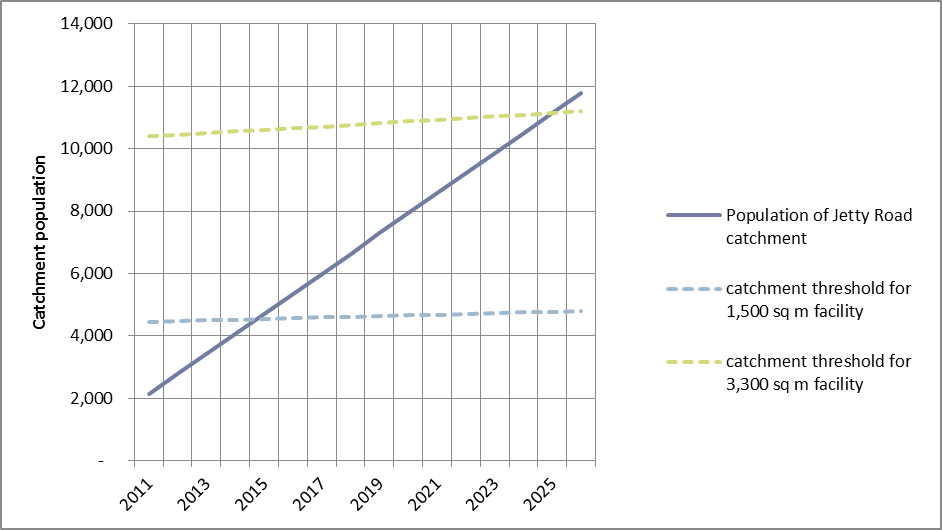 14,000
12,000
10,000
8,000
6,000
4,000
2,000
-
Catchment population
2011
2013
2015
2017
2019
2021
2023
2025
Population of Jetty Road
catchment
catchment threshold for
1,500 sq m facility
catchment threshold for
3,300 sq m facility